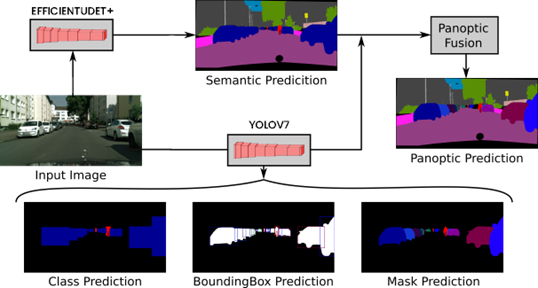 EFFICIENTUDET+
Semantic Predicition
Panoptic
Fusion
Panoptic Prediction
YOLOV7
Input Image
Class Prediction
BoundingBox Prediction
Mask Prediction